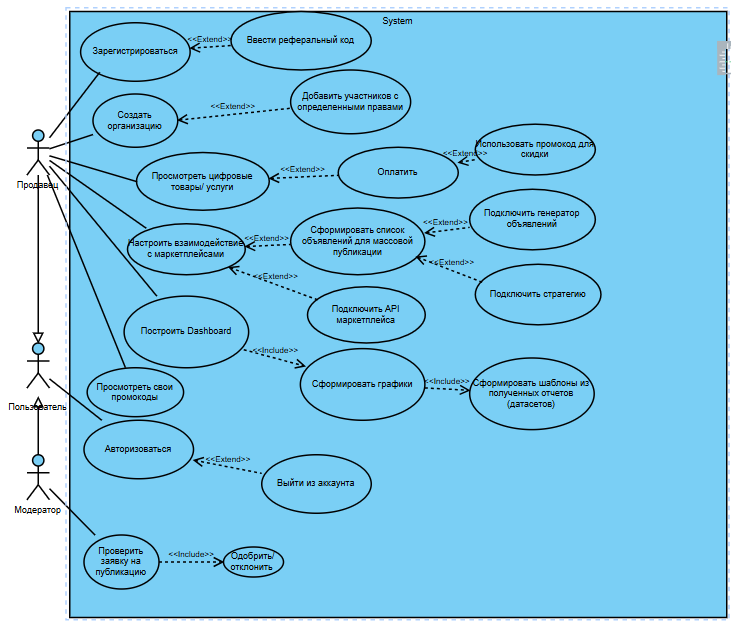 System
Зарегистрироваться
<<Extend>>
Ввести реферальный код
Создать
организацию
<<Extend>>
Добавить участников с
определенными правами
Продавец
Просмотреть цифровые
товары/ услуги
<<Extend>>
Оплатить
<<Extend>>
Использовать промокод для
скидки
Настроить взаимодействие
с маркетплейсами
<<Extend>>
Сформировать список
объявлений для массовой
публикации
<<Extend>>
Подключить генератор
объявлений
<<Extend>>
Подключить стратегию
<<Extend>>
Подключить API
маркетплейса
Построить Dashboard
<<Include>>
Сформировать графики
<<Include>>
Сформировать шаблоны из
полученных отчетов
(датасетов)
Просмотреть свои
промокоды
Пользователь
Авторизоваться
<<Extend>>
Выйти из аккаунта
Модератор
Проверить
заявку на
публикацию
<<Include>>
Одобрить/
отклонить